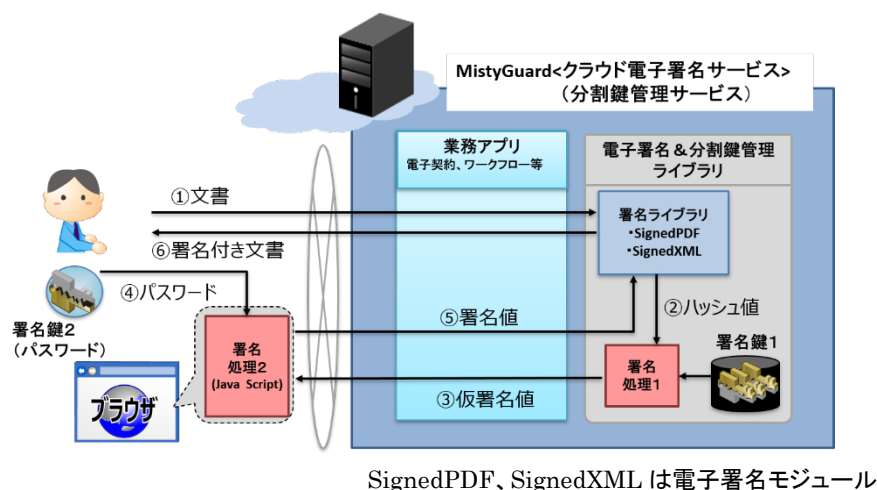 MistyGuard<クラウド電子署名サービス>
（分割鍵管理サービス）
業務アプリ
電子契約、ワークフロー等
電子署名＆分割鍵管理
ライブラリ
①文書
署名ライブラリ
・SignedPDF
・SignedXML
⑥署名付き文書
④パスワード
署名鍵２
（パスワード）
⑤署名値
②ハッシュ値
署名鍵１
署名
処理２
(Java Script)
署名
処理１
ブラウザ
③仮署名値
SignedPDF、SignedXML は電子署名モジュール